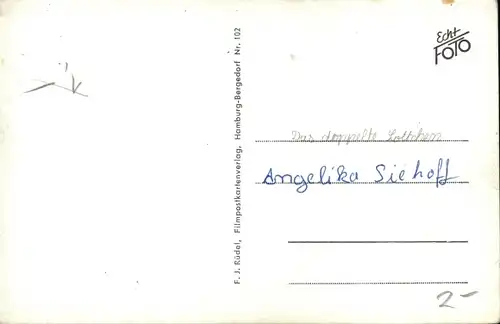 Echt
FOTO
F. J. Rüdel, Filmpostkartenverlag, Hamburg-Bergedorf Nr. 102
Das doppelte Lottchen
Angelika Siehoff
2-